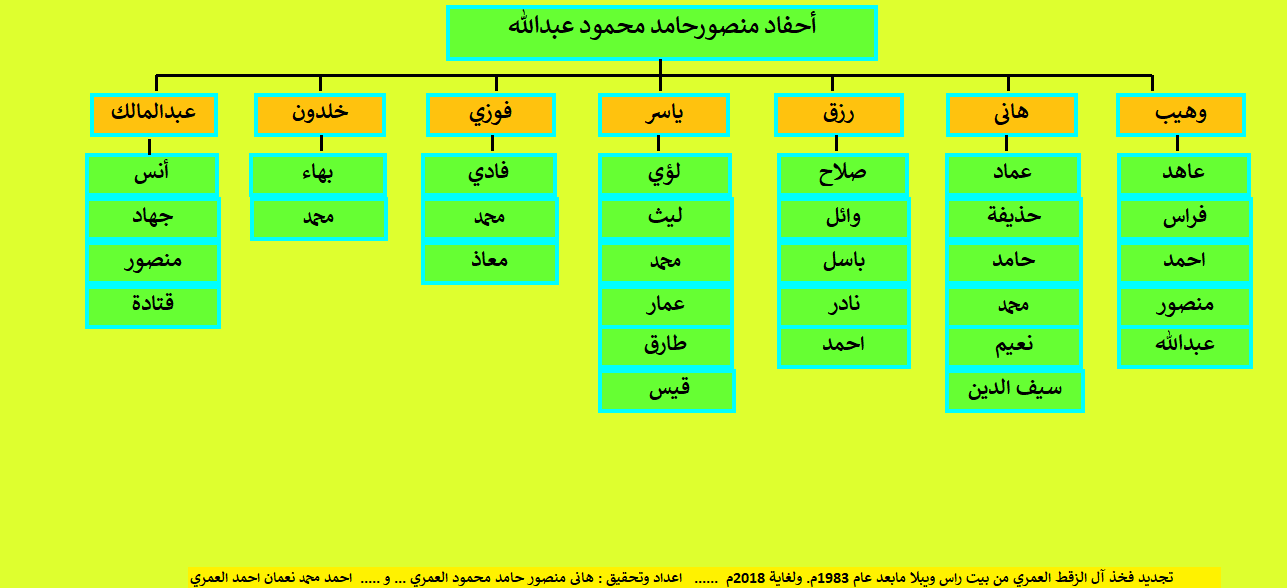 أحفاد منصورحامد محمود عبدالله
وهيب
هانى
رزق
ياسر
فوزي
خلدون
عبدالمالك
عاهد
فراس
احمد
منصور
عبدالله
عماد
حذيفة
حامد
محمد
نعيم
سيف الدين
صلاح
وائل
باسل
نادر
احمد
لؤي
ليث
محمد
عمار
طارق
قيس
فادي
محمد
معاذ
بهاء
محمد
أنس
جهاد
منصور
قتادة
تجديد فخذ آل الزقط العمري من بيت راس ويبلا مابعد عام 1983م. ولغاية 2018م ...... اعداد وتحقيق : هانى منصور حامد محمود العمري ... و ..... احمد محمد نعمان احمد العمري